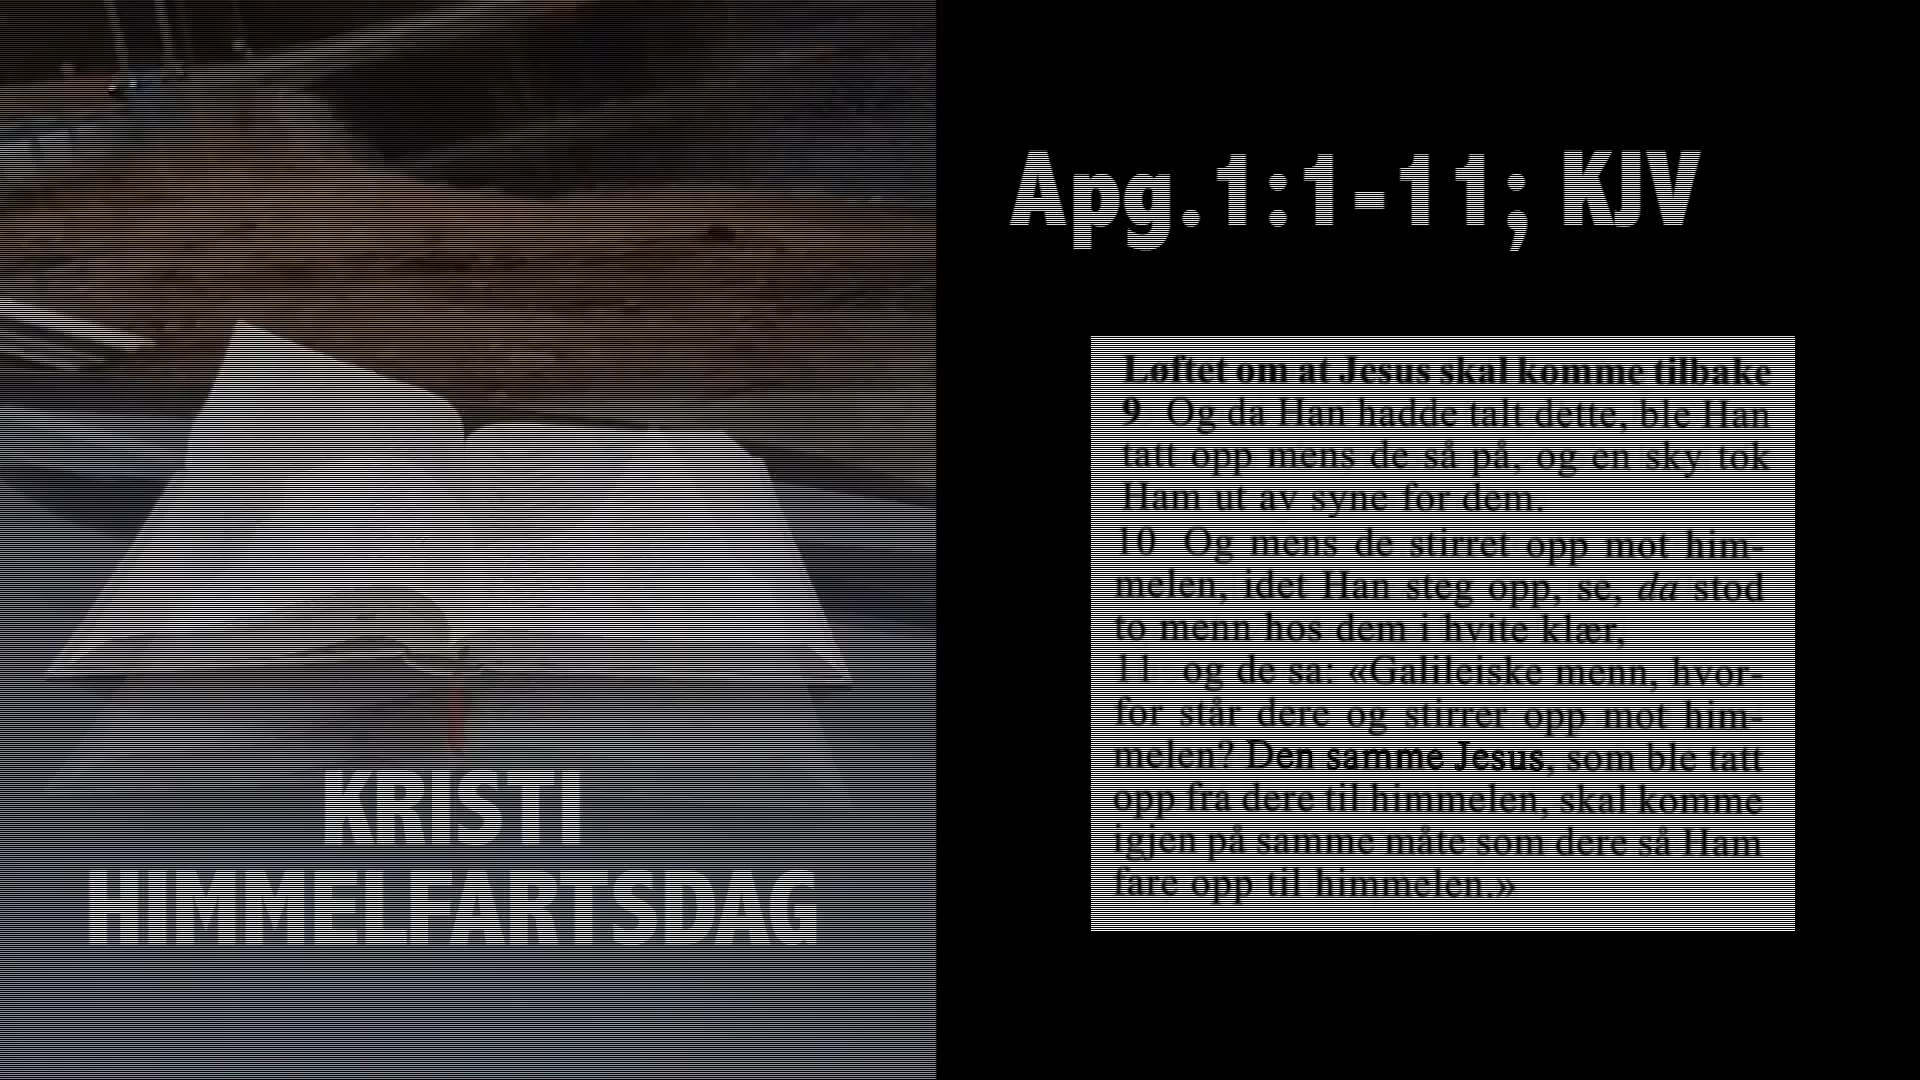 KRISTI
HIMMELFARTSDAG
Apg.1:1-11; KJV
Løftet om at Jesus skal komme tilbake
9 Og da Han hadde talt dette, ble Han
tatt opp mens de så på, og en sky tok
Ham ut av syne for dem.
10 Og mens de stirret opp mot him-
melen, idet Han steg opp, se, da stod
to menn hos dem i hvite klær,
11 og de sa: «Galileiske menn, hvor-
for står dere og stirrer opp mot him-
melen? Den samme Jesus, som ble tatt
opp fra dere til himmelen, skal komme
igjen på samme måte som dere så Ham
fare opp til himmelen.»